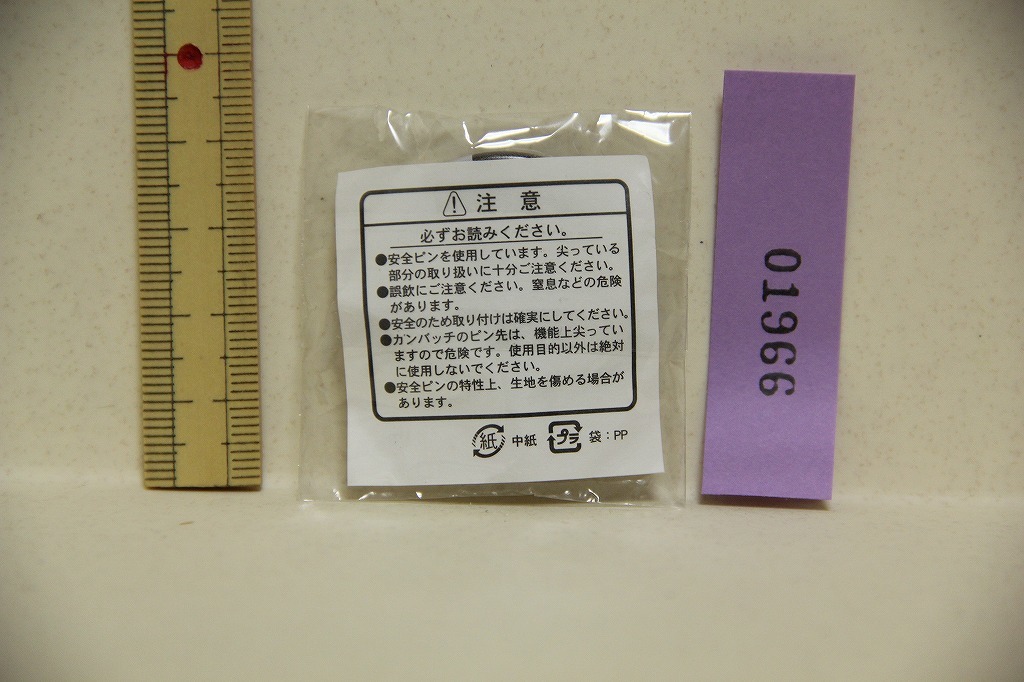 注 意
必ずお読みください。
●安全ピンを使用しています。尖っている
部分の取り扱いに十分ご注意ください。
●誤飲にご注意ください。窒息などの危険
があります。
●安全のため取り付けは確実にしてください。
●カンバッチのピン先は、機能上尖ってい
ますので危険です。使用目的以外は絶対
に使用しないでください。
●安全ピンの特性上、生地を傷める場合が
あります。
紙 中紙 プラ 袋：PP
01966